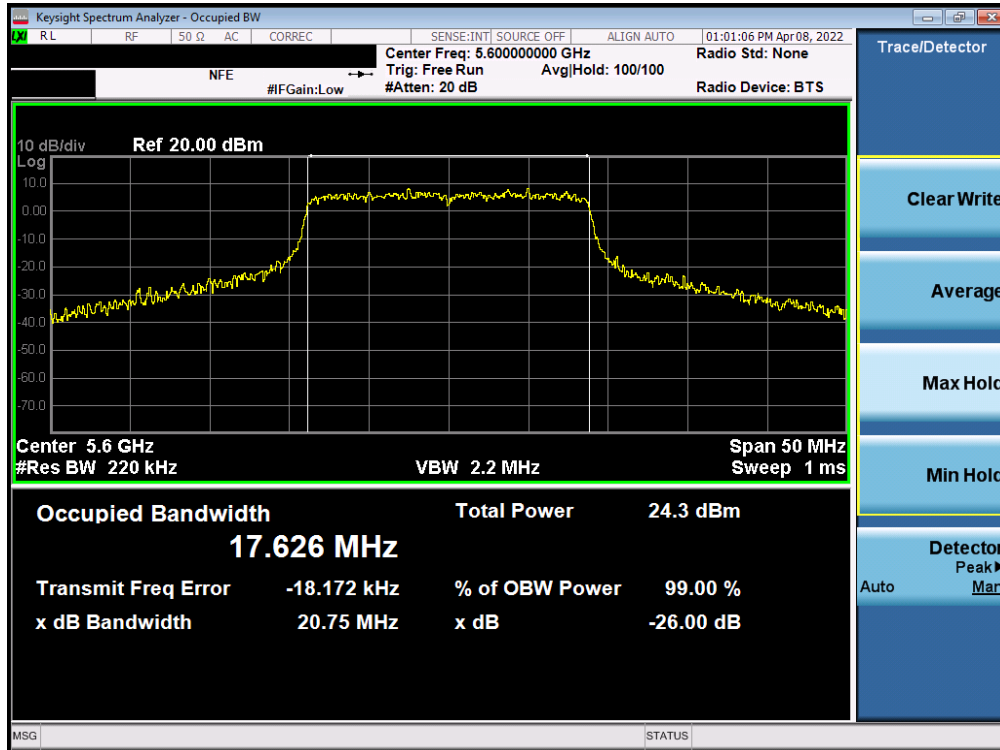 Keysight Spectrum Analyzer - Occupied BW
LXI RL RF 50 Ω AC CORREC SENSE:INT SOURCE OFF ALIGN AUTO 01:01:06 PM Apr 08, 2022
Center Freq: 5.600000000 GHz Radio Std: None
NFE Trig: Free Run Avg|Hold: 100/100
#IFGain:Low #Atten: 20 dB Radio Device: BTS
Trace/Detector
10 dB/div Ref 20.00 dBm
Log
10.0
0.00
-10.0
-20.0
-30.0
-40.0
-50.0
-60.0
-70.0
Center 5.6 GHz Span 50 MHz
#Res BW 220 kHz VBW 2.2 MHz Sweep 1 ms
Occupied Bandwidth Total Power 24.3 dBm
17.626 MHz
Transmit Freq Error -18.172 kHz % of OBW Power 99.00 %
x dB Bandwidth 20.75 MHz x dB -26.00 dB
Clear Write
Average
Max Hold
Min Hold
Detector
Peak▶
Auto Man
MSG STATUS